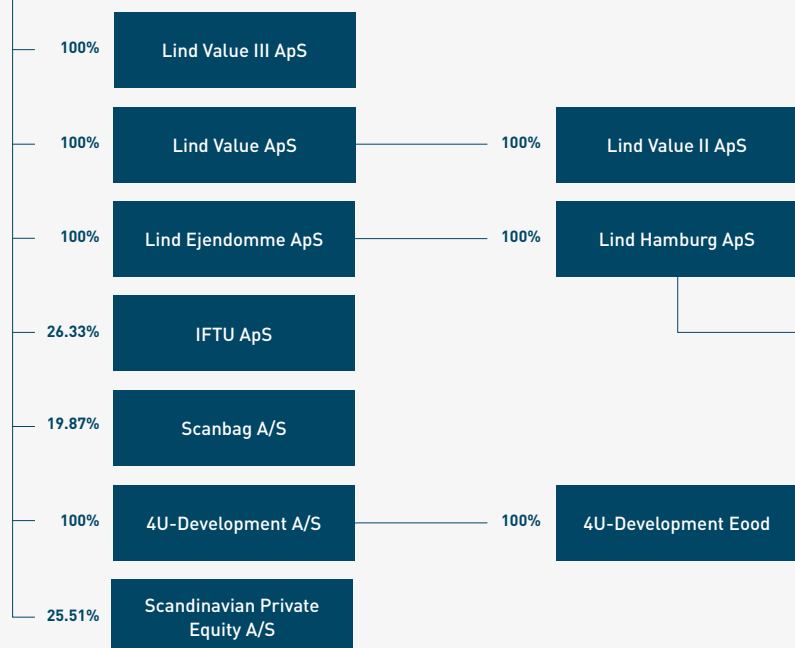 100%
Lind Value III ApS
100%
Lind Value ApS
100%
Lind Value II ApS
100%
Lind Ejendomme ApS
100%
Lind Hamburg ApS
26.33%
IFTU ApS
19.87%
Scanbag A/S
100%
4U-Development A/S
100%
4U-Development Eood
25.51%
Scandinavian Private
Equity A/S